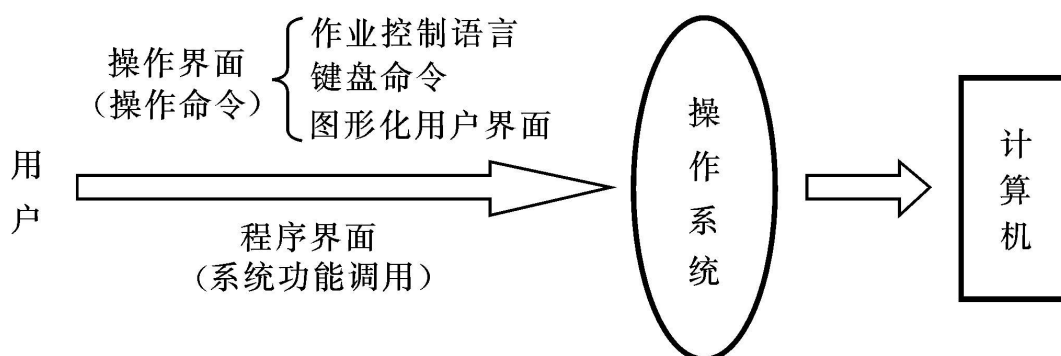 操作界面
(操作命令)
作业控制语言
键盘命令
图形化用户界面
用户
程序界面
(系统功能调用)
操作系统
计算机